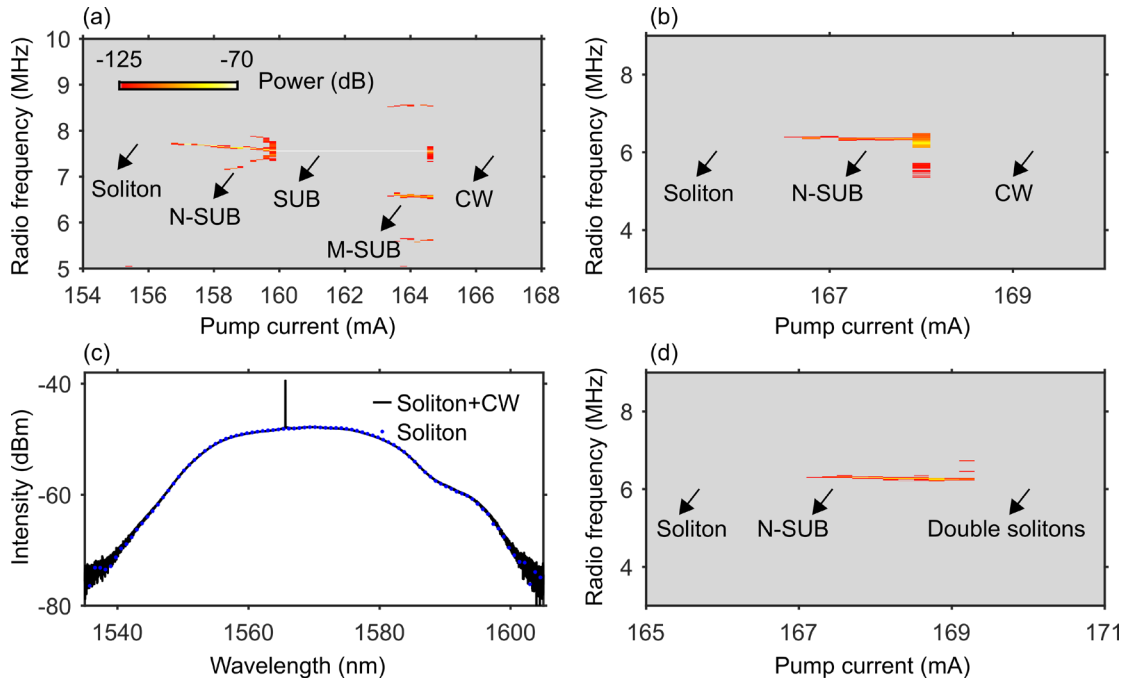 (a)
10
9
8
7
6
5
Radio frequency (MHz)
-125 -70
Power (dB)
Soliton
N-SUB
SUB
M-SUB
CW
154 156 158 160 162 164 166 168
Pump current (mA)
(b)
8
6
4
Radio frequency (MHz)
Soliton
N-SUB
CW
165 167 169
Pump current (mA)
(c)
-40
-60
-80
Intensity (dBm)
Soliton+CW
Soliton
1540 1560 1580 1600
Wavelength (nm)
(d)
8
6
4
Radio frequency (MHz)
Soliton
N-SUB
Double solitons
165 167 169 171
Pump current (mA)